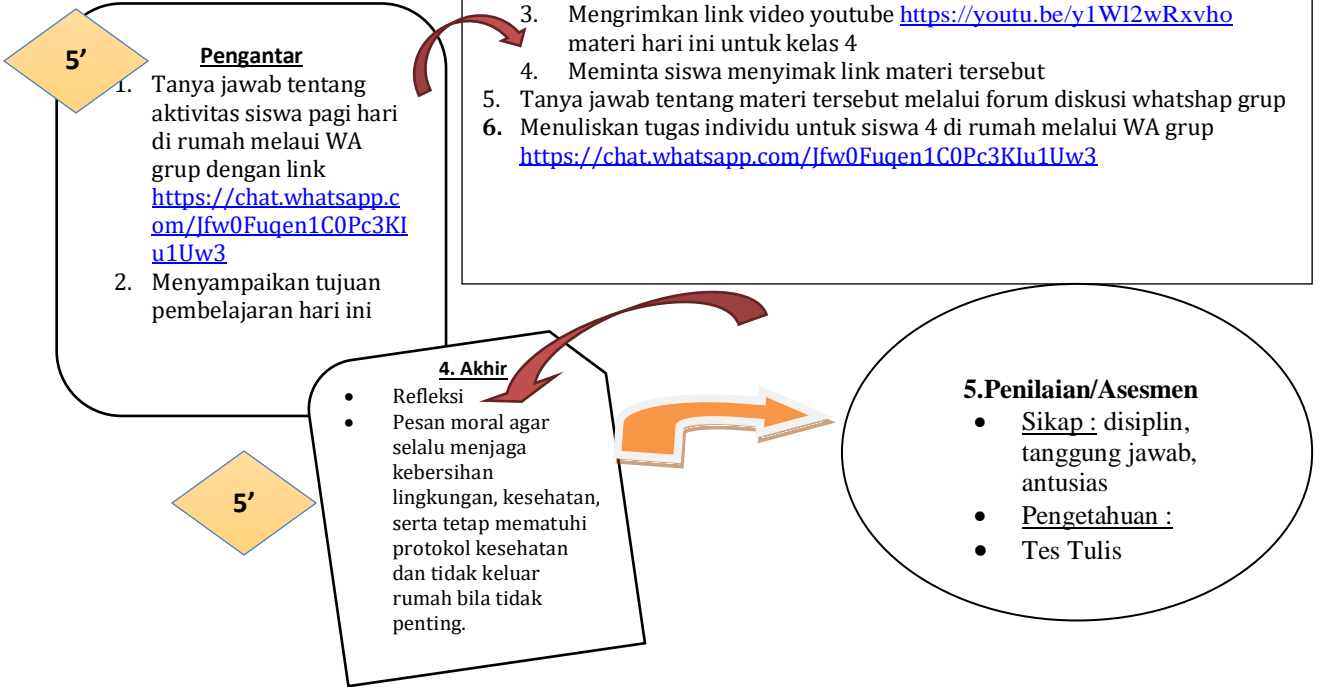 5’
Pengantar
1. Tanya jawab tentang
aktivitas siswa pagi hari
di rumah melaui WA
grup dengan link
https://chat.whatsapp.c
om/Jfw0Fuqen1C0Pc3KI
u1Uw3
2. Menyampaikan tujuan
pembelajaran hari ini
3. Mengrimkan link video youtube https://youtu.be/y1Wl2wRxvho
materi hari ini untuk kelas 4
4. Meminta siswa menyimak link materi tersebut
5. Tanya jawab tentang materi tersebut melalui forum diskusi whatshap grup
6. Menuliskan tugas individu untuk siswa 4 di rumah melalui WA grup
https://chat.whatsapp.com/Jfw0Fuqen1C0Pc3KIu1Uw3
5’
4. Akhir
• Refleksi
• Pesan moral agar
selalu menjaga
kebersihan
lingkungan, kesehatan,
serta tetap mematuhi
protokol kesehatan
dan tidak keluar
rumah bila tidak
penting.
5.Penilaian/Asesmen
• Sikap : disiplin,
tanggung jawab,
antusias
• Pengetahuan :
• Tes Tulis